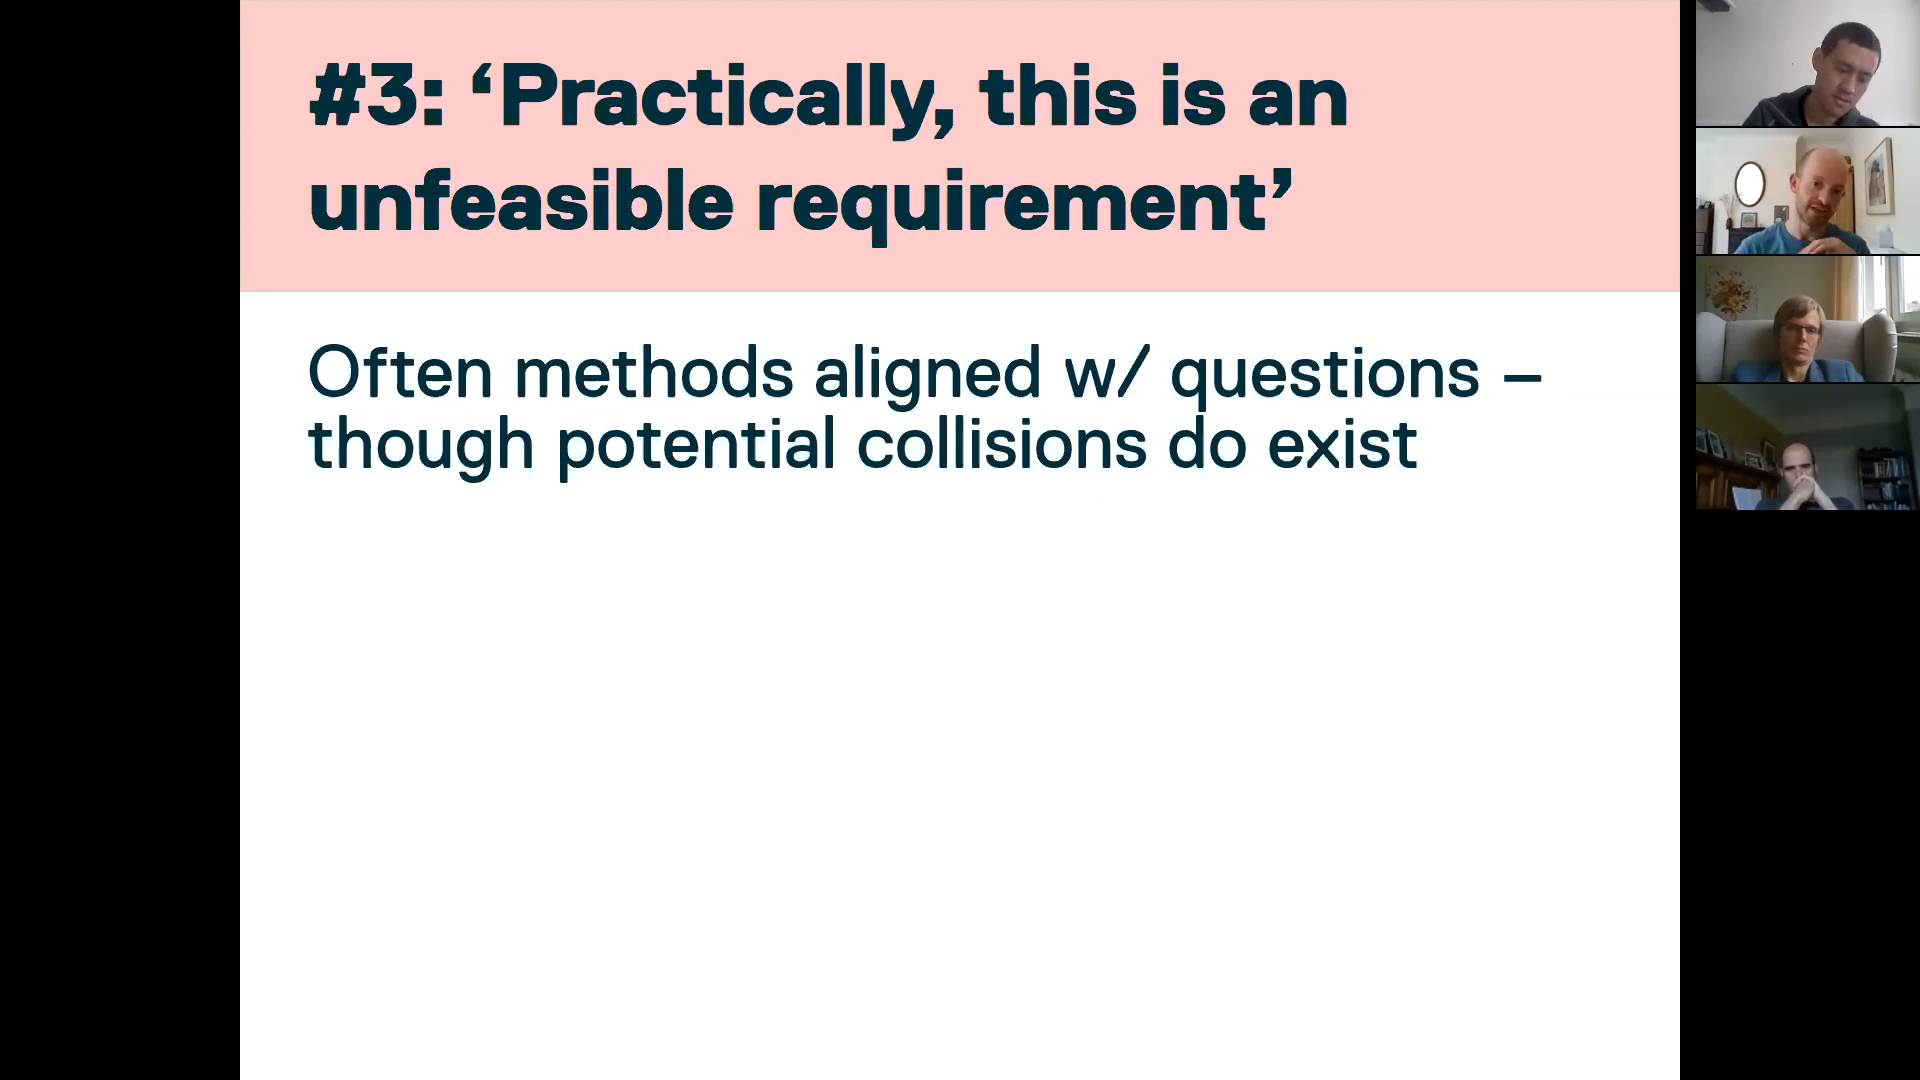 #3: ‘Practically, this is an
unfeasible requirement’
Often methods aligned w/ questions –
though potential collisions do exist